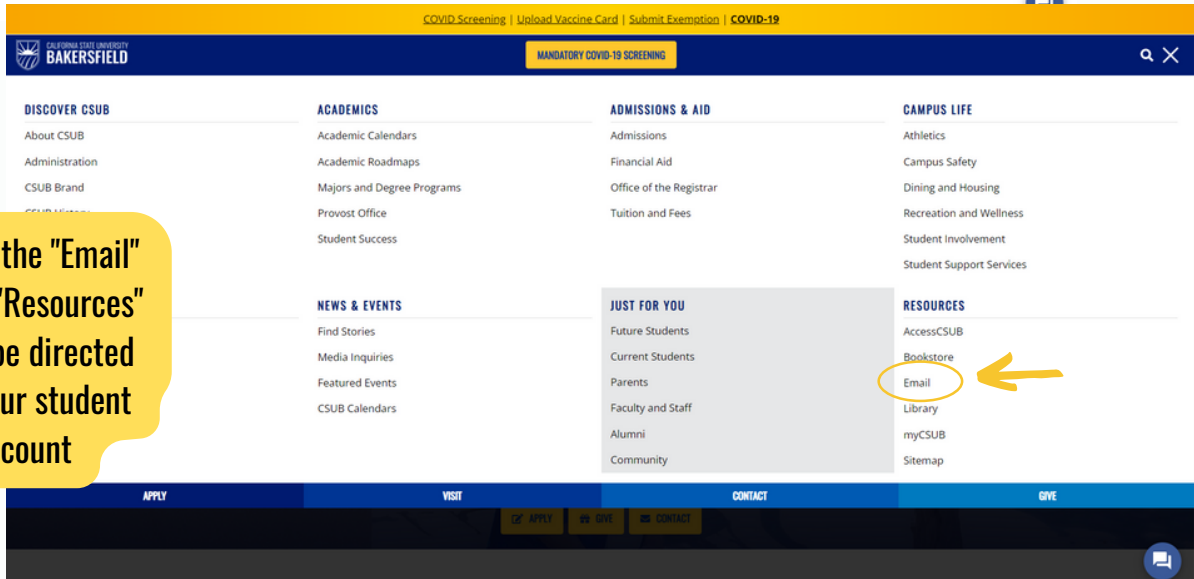 COVID Screening | Upload Vaccine Card | Submit Exemption | COVID-19
CALIFORNIA STATE UNIVERSITY
BAKERSFIELD
MANDATORY COVID-19 SCREENING
DISCOVER CSUB
About CSUB
Administration
CSUB Brand
ACADEMICS
Academic Calendars
Academic Roadmaps
Majors and Degree Programs
Provost Office
Student Success
ADMISSIONS & AID
Admissions
Financial Aid
Office of the Registrar
Tuition and Fees
CAMPUS LIFE
Athletics
Campus Safety
Dining and Housing
Recreation and Wellness
Student Involvement
Student Support Services
the "Email"
"Resources"
be directed
ur student
count
NEWS & EVENTS
Find Stories
Media Inquiries
Featured Events
CSUB Calendars
JUST FOR YOU
Future Students
Current Students
Parents
Faculty and Staff
Alumni
Community
RESOURCES
AccessCSUB
Bookstore
Email
Library
myCSUB
Sitemap
APPLY
VISIT
CONTACT
GIVE
APPLY
GIVE
CONTACT